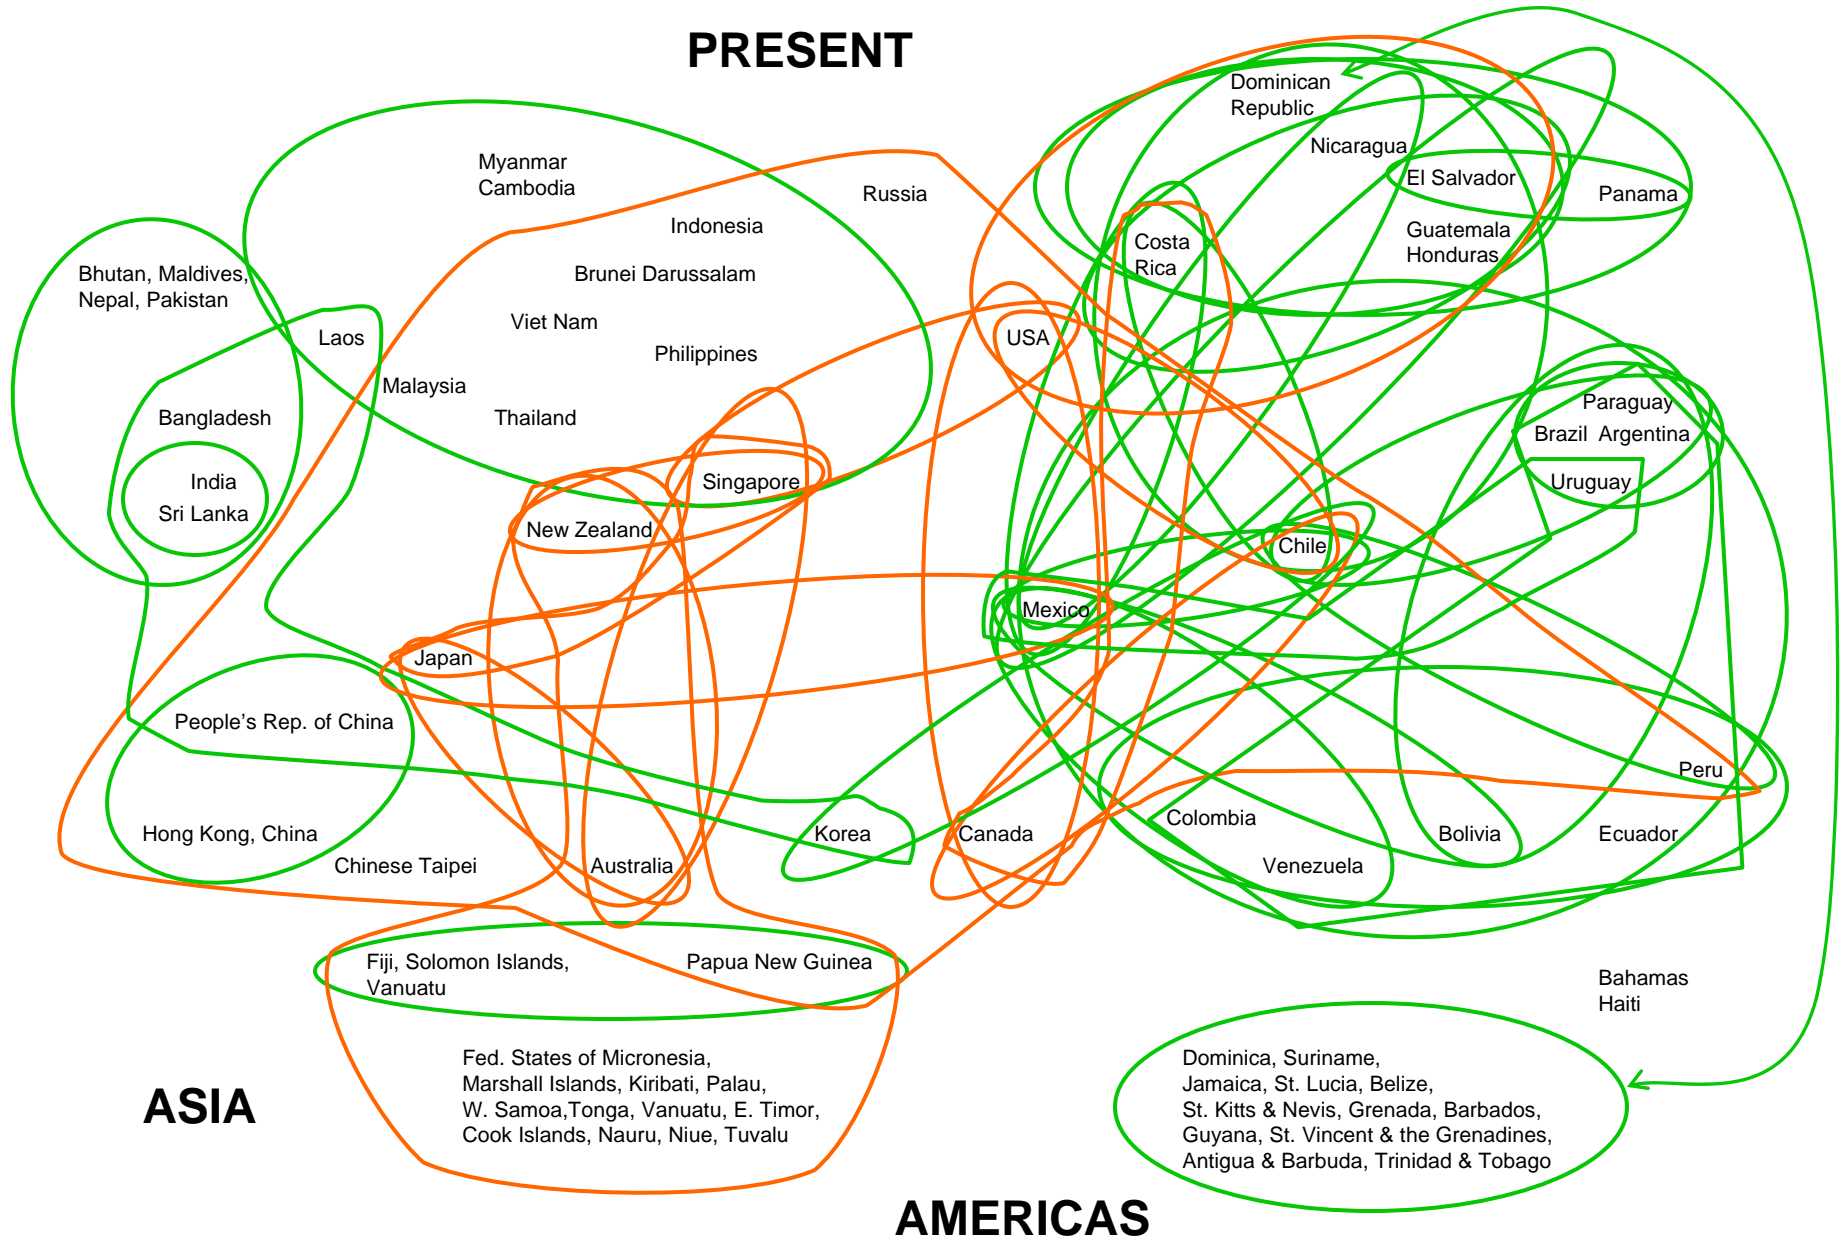 PRESENT
Dominican
Republic
Nicaragua
Myanmar
Cambodia
Russia
El Salvador
Panama
Indonesia
Guatemala
Honduras
Costa
Rica
Bhutan, Maldives,
Nepal, Pakistan
Brunei Darussalam
Viet Nam
Laos
USA
Philippines
Malaysia
Bangladesh
Thailand
Paraguay
Brazil Argentina
India
Singapore
Uruguay
Sri Lanka
New Zealand
Chile
Mexico
Japan
People's Rep. of China
Peru
Hong Kong, China
Korea
Canada
Colombia
Bolivia
Ecuador
Chinese Taipei
Australia
Venezuela
Fiji, Solomon Islands,
Vanuatu
Papua New Guinea
Bahamas
Haiti
Fed. States of Micronesia,
Marshall Islands, Kiribati, Palau,
W. Samoa,Tonga, Vanuatu, E. Timor,
Cook Islands, Nauru, Niue, Tuvalu
Dominica, Suriname,
Jamaica, St. Lucia, Belize,
St. Kitts & Nevis, Grenada, Barbados,
Guyana, St. Vincent & the Grenadines,
Antigua & Barbuda, Trinidad & Tobago
ASIA
AMERICAS